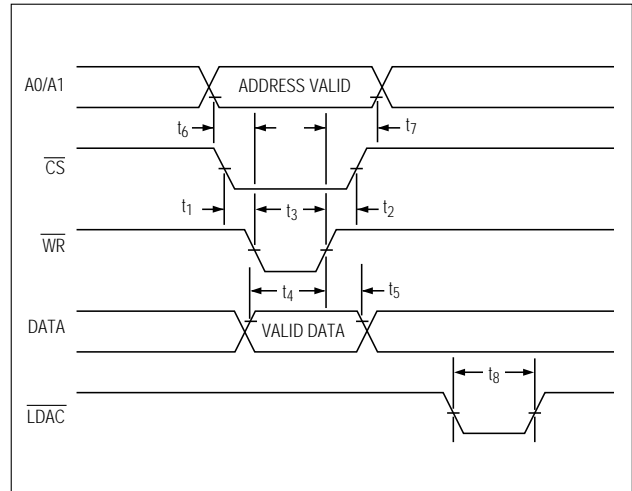 A0/A1
ADDRESS VALID
t6
t7
CS
t1
t3
t2
WR
t4
t5
DATA
VALID DATA
t8
LDAC